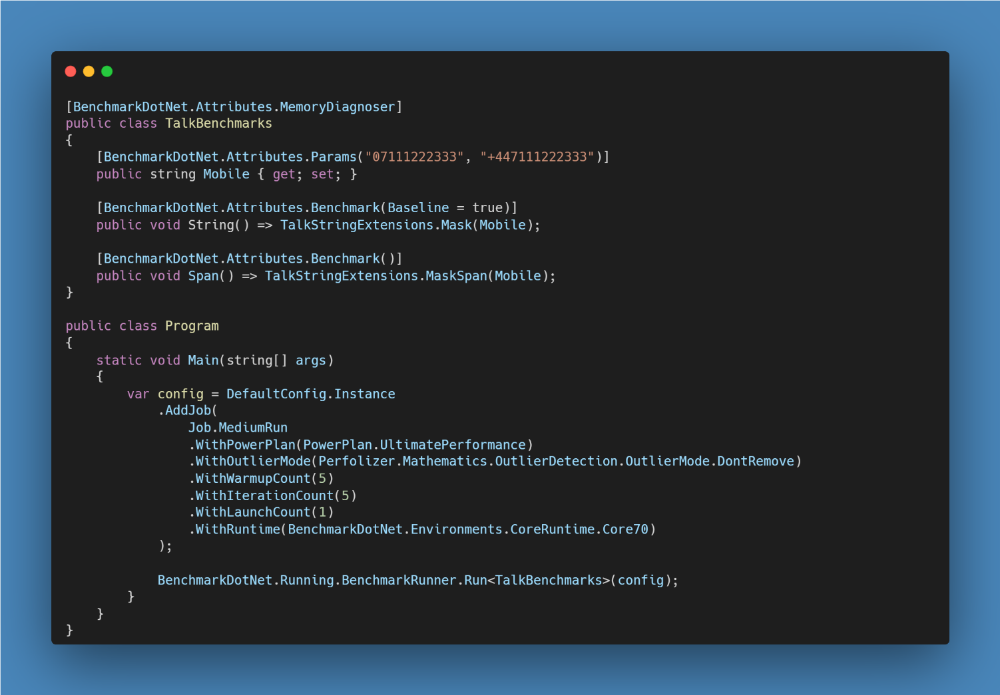 [BenchmarkDotNet.Attributes.MemoryDiagnoser]
public class TalkBenchmarks
{
    [BenchmarkDotNet.Attributes.Params("07111222333", "+447111222333")]
    public string Mobile { get; set; }

    [BenchmarkDotNet.Attributes.Benchmark(Baseline = true)]
    public void String() => TalkStringExtensions.Mask(Mobile);

    [BenchmarkDotNet.Attributes.Benchmark()]
    public void Span() => TalkStringExtensions.MaskSpan(Mobile);
}

public class Program
{
    static void Main(string[] args)
    {
        var config = DefaultConfig.Instance
            .AddJob(
                Job.MediumRun
                .WithPowerPlan(PowerPlan.UltimatePerformance)
                .WithOutlierMode(Perfolizer.Mathematics.OutlierDetection.OutlierMode.DontRemove)
                .WithWarmupCount(5)
                .WithIterationCount(5)
                .WithLaunchCount(1)
                .WithRuntime(BenchmarkDotNet.Environments.CoreRuntime.Core70)
            );

            BenchmarkDotNet.Running.BenchmarkRunner.Run<TalkBenchmarks>(config);
        }
    }
}